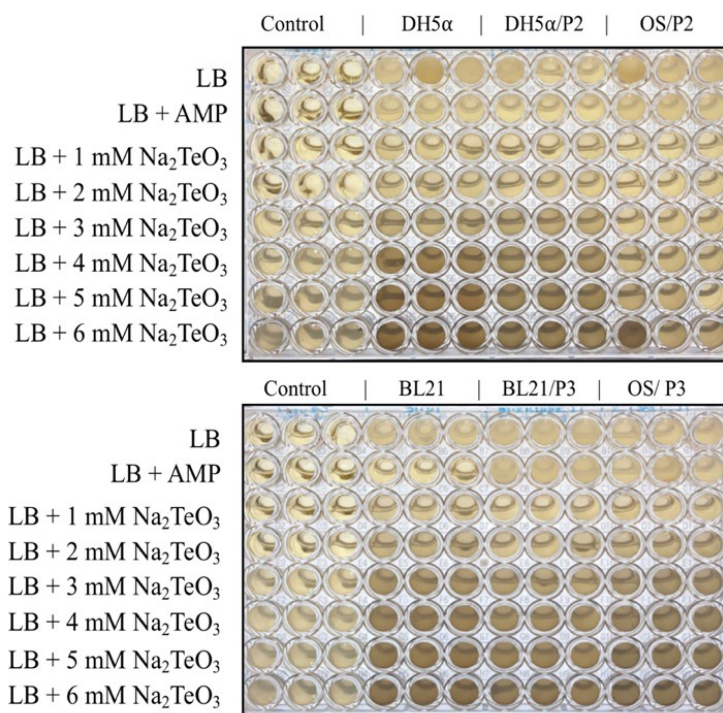 Control | DH5α | DH5α/P2 | OS/P2
LB
LB + AMP
LB + 1 mM Na₂TeO₃
LB + 2 mM Na₂TeO₃
LB + 3 mM Na₂TeO₃
LB + 4 mM Na₂TeO₃
LB + 5 mM Na₂TeO₃
LB + 6 mM Na₂TeO₃
Control | BL21 | BL21/P3 | OS/ P3
LB
LB + AMP
LB + 1 mM Na₂TeO₃
LB + 2 mM Na₂TeO₃
LB + 3 mM Na₂TeO₃
LB + 4 mM Na₂TeO₃
LB + 5 mM Na₂TeO₃
LB + 6 mM Na₂TeO₃